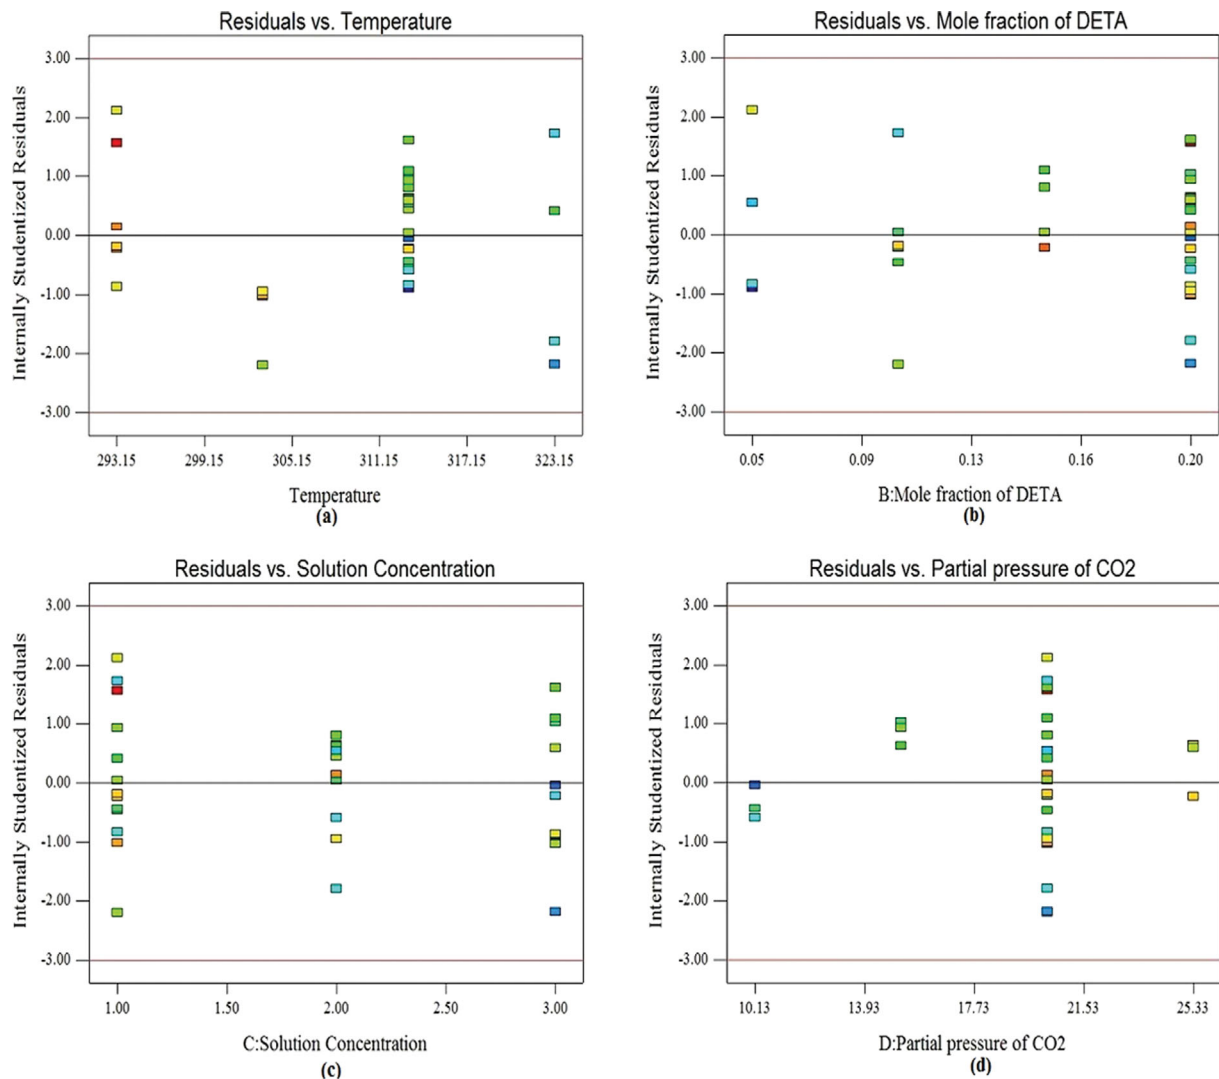 Residuals vs. Temperature
Internally Studentized Residuals
3.00
2.00
1.00
0.00
-1.00
-2.00
-3.00
293.15 299.15 305.15 311.15 317.15 323.15
Temperature
(a)
Residuals vs. Mole fraction of DETA
Internally Studentized Residuals
3.00
2.00
1.00
0.00
-1.00
-2.00
-3.00
0.05 0.09 0.13 0.16 0.20
B:Mole fraction of DETA
(b)
Residuals vs. Solution Concentration
Internally Studentized Residuals
3.00
2.00
1.00
0.00
-1.00
-2.00
-3.00
1.00 1.50 2.00 2.50 3.00
C:Solution Concentration
(c)
Residuals vs. Partial pressure of CO2
Internally Studentized Residuals
3.00
2.00
1.00
0.00
-1.00
-2.00
-3.00
10.13 13.93 17.73 21.53 25.33
D:Partial pressure of CO2
(d)